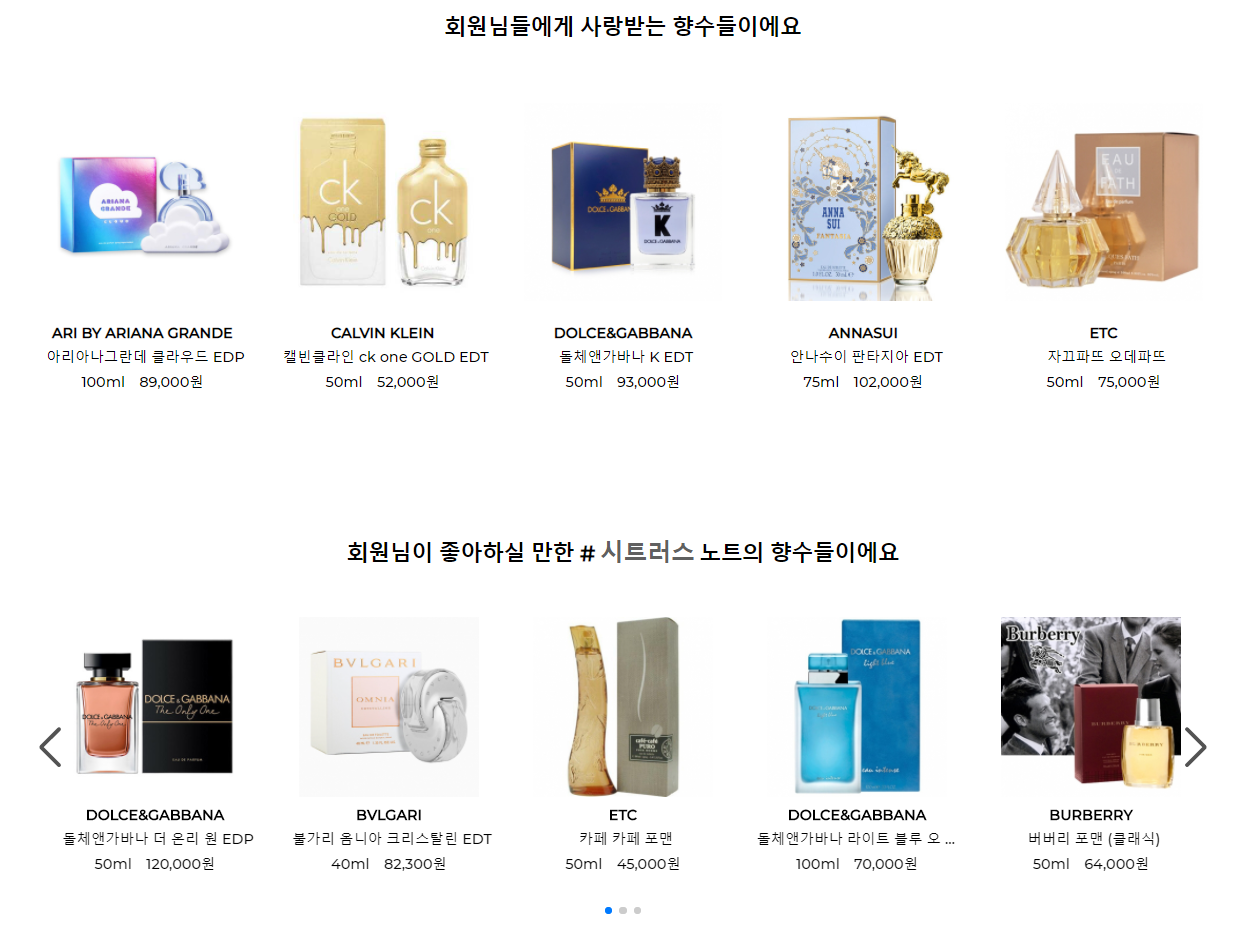 회원님들에게 사랑받는 향수들이에요
ARIANA
GRANDE
CLOUD
ck
one
GOLD
ck
one
DOLCE&GABBANA
K
DOLCE&GABBANA
ANNA
SUI
FANTASIA
EAU
DE
FATH
ARI BY ARIANA GRANDE
아리아나그란데 클라우드 EDP
100ml 89,000원
CALVIN KLEIN
캘빈클라인 ck one GOLD EDT
50ml 52,000원
DOLCE&GABBANA
돌체앤가바나 K EDT
50ml 93,000원
ANNASUI
안나수이 판타지아 EDT
75ml 102,000원
ETC
자끄파뜨 오데파뜨
50ml 75,000원
회원님이 좋아하실 만한 # 시트러스 노트의 향수들이에요
DOLCE&GABBANA
The Only One
DOLCE&GABBANA
The Only One
EAU DE PARFUM
BVLGARI
OMNIA
café-café
PURO
DOLCE&GABBANA
light blue
eau intense
Burberry
BURBERRY
BURBERRY
DOLCE&GABBANA
돌체앤가바나 더 온리 원 EDP
50ml 120,000원
BVLGARI
불가리 옴니아 크리스탈린 EDT
40ml 82,300원
ETC
카페 카페 포맨
50ml 45,000원
DOLCE&GABBANA
돌체앤가바나 라이트 블루 오 ...
100ml 70,000원
BURBERRY
버버리 포맨 (클래식)
50ml 64,000원